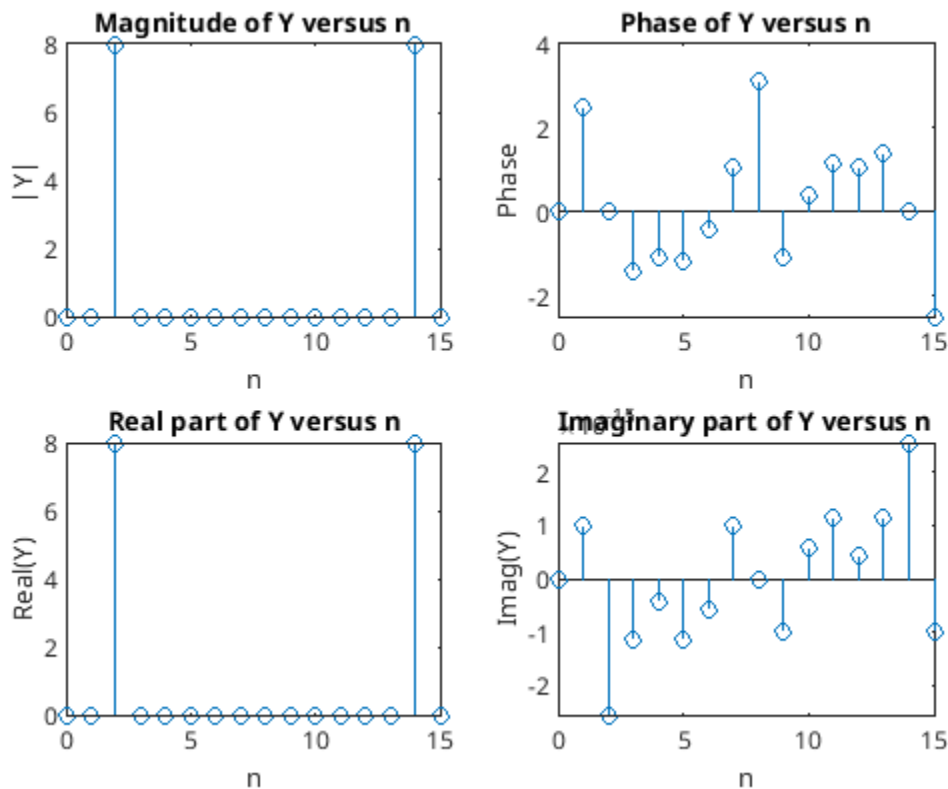 Magnitude of Y versus n
8
6
4
2
0
|Y|
0 5 10 15
n
Phase of Y versus n
4
2
0
-2
Phase
0 5 10 15
n
Real part of Y versus n
8
6
4
2
0
Real(Y)
0 5 10 15
n
Imaginary part of Y versus n
2
1
0
-1
-2
Imag(Y)
0 5 10 15
n